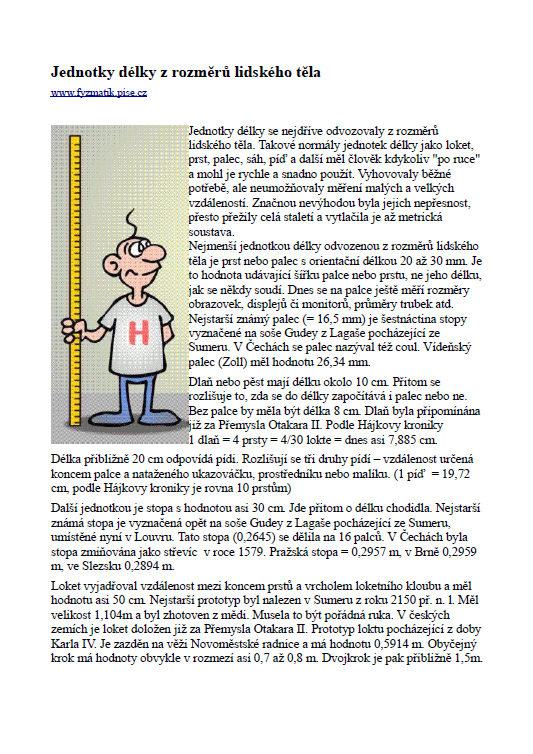 Jednotky délky z rozměrů lidského těla
www.fyzmatik.pise.cz
Jednotky délky se nejdříve odvozovaly z rozměrů
lidského těla. Takové normály jednotek délky jako loket,
prst, palec, sáh, píď a další měl člověk kdykoliv "po ruce"
a mohl je rychle a snadno použít. Vyhovovaly běžné
potřebě, ale neumožňovaly měření malých a velkých
vzdáleností. Značnou nevýhodou byla jejich nepřesnost,
přesto přežily celá staletí a vytlačila je až metrická
soustava.
Nejmenší jednotkou délky odvozenou z rozměrů lidského
těla je prst nebo palec s orientační délkou 20 až 30 mm. Je
to hodnota udávající šířku palce nebo prstu, ne jeho délku,
jak se někdy soudí. Dnes se na palce ještě měří rozměry
obrazovek, displejů či monitorů, průměry trubek atd.
Nejstarší známý palec (= 16,5 mm) je šestnáctina stopy
vyznačené na soše Gudey z Lagaše pocházející ze
Sumeru. V Čechách se palec nazýval též coul. Vídeňský
palec (Zoll) měl hodnotu 26,34 mm.
H
Dlaň nebo pěst mají délku okolo 10 cm. Přitom se
rozlišuje to, zda se do délky započítává i palec nebo ne.
Bez palce by měla být délka 8 cm. Dlaň byla připomínána
již za Přemysla Otakara II. Podle Hájkovy kroniky
1 dlaň = 4 prsty = 4/30 lokte = dnes asi 7,885 cm.
Délka přibližně 20 cm odpovídá pídi. Rozlišují se tři druhy pídí – vzdálenost určená
koncem palce a nataženého ukazováčku, prostředníku nebo malíku. (1 píď = 19,72
cm, podle Hájkovy kroniky je rovna 10 prstům)
Další jednotkou je stopa s hodnotou asi 30 cm. Jde přitom o délku chodidla. Nejstarší
známá stopa je vyznačená opět na soše Gudey z Lagaše pocházející ze Sumeru,
umístěné nyní v Louvru. Tato stopa (0,2645) se dělila na 16 palců. V Čechách byla
stopa zmiňována jako střevíc v roce 1579. Pražská stopa = 0,2957 m, v Brně 0,2959
m, ve Slezsku 0,2894 m.
Loket vyjadřoval vzdálenost mezi koncem prstů a vrcholem loketního kloubu a měl
hodnotu asi 50 cm. Nejstarší prototyp byl nalezen v Sumeru z roku 2150 př. n. l. Měl
velikost 1,104m a byl zhotoven z mědi. Musela to být pořádná ruka. V českých
zemích je loket doložen již za Přemysla Otakara II. Prototyp loktu pocházející z doby
Karla IV. Je zazděn na věži Novoměstské radnice a má hodnotu 0,5914 m. Obyčejný
krok má hodnoty obvykle v rozmezí asi 0,7 až 0,8 m. Dvojkrok je pak přibližně 1,5m.